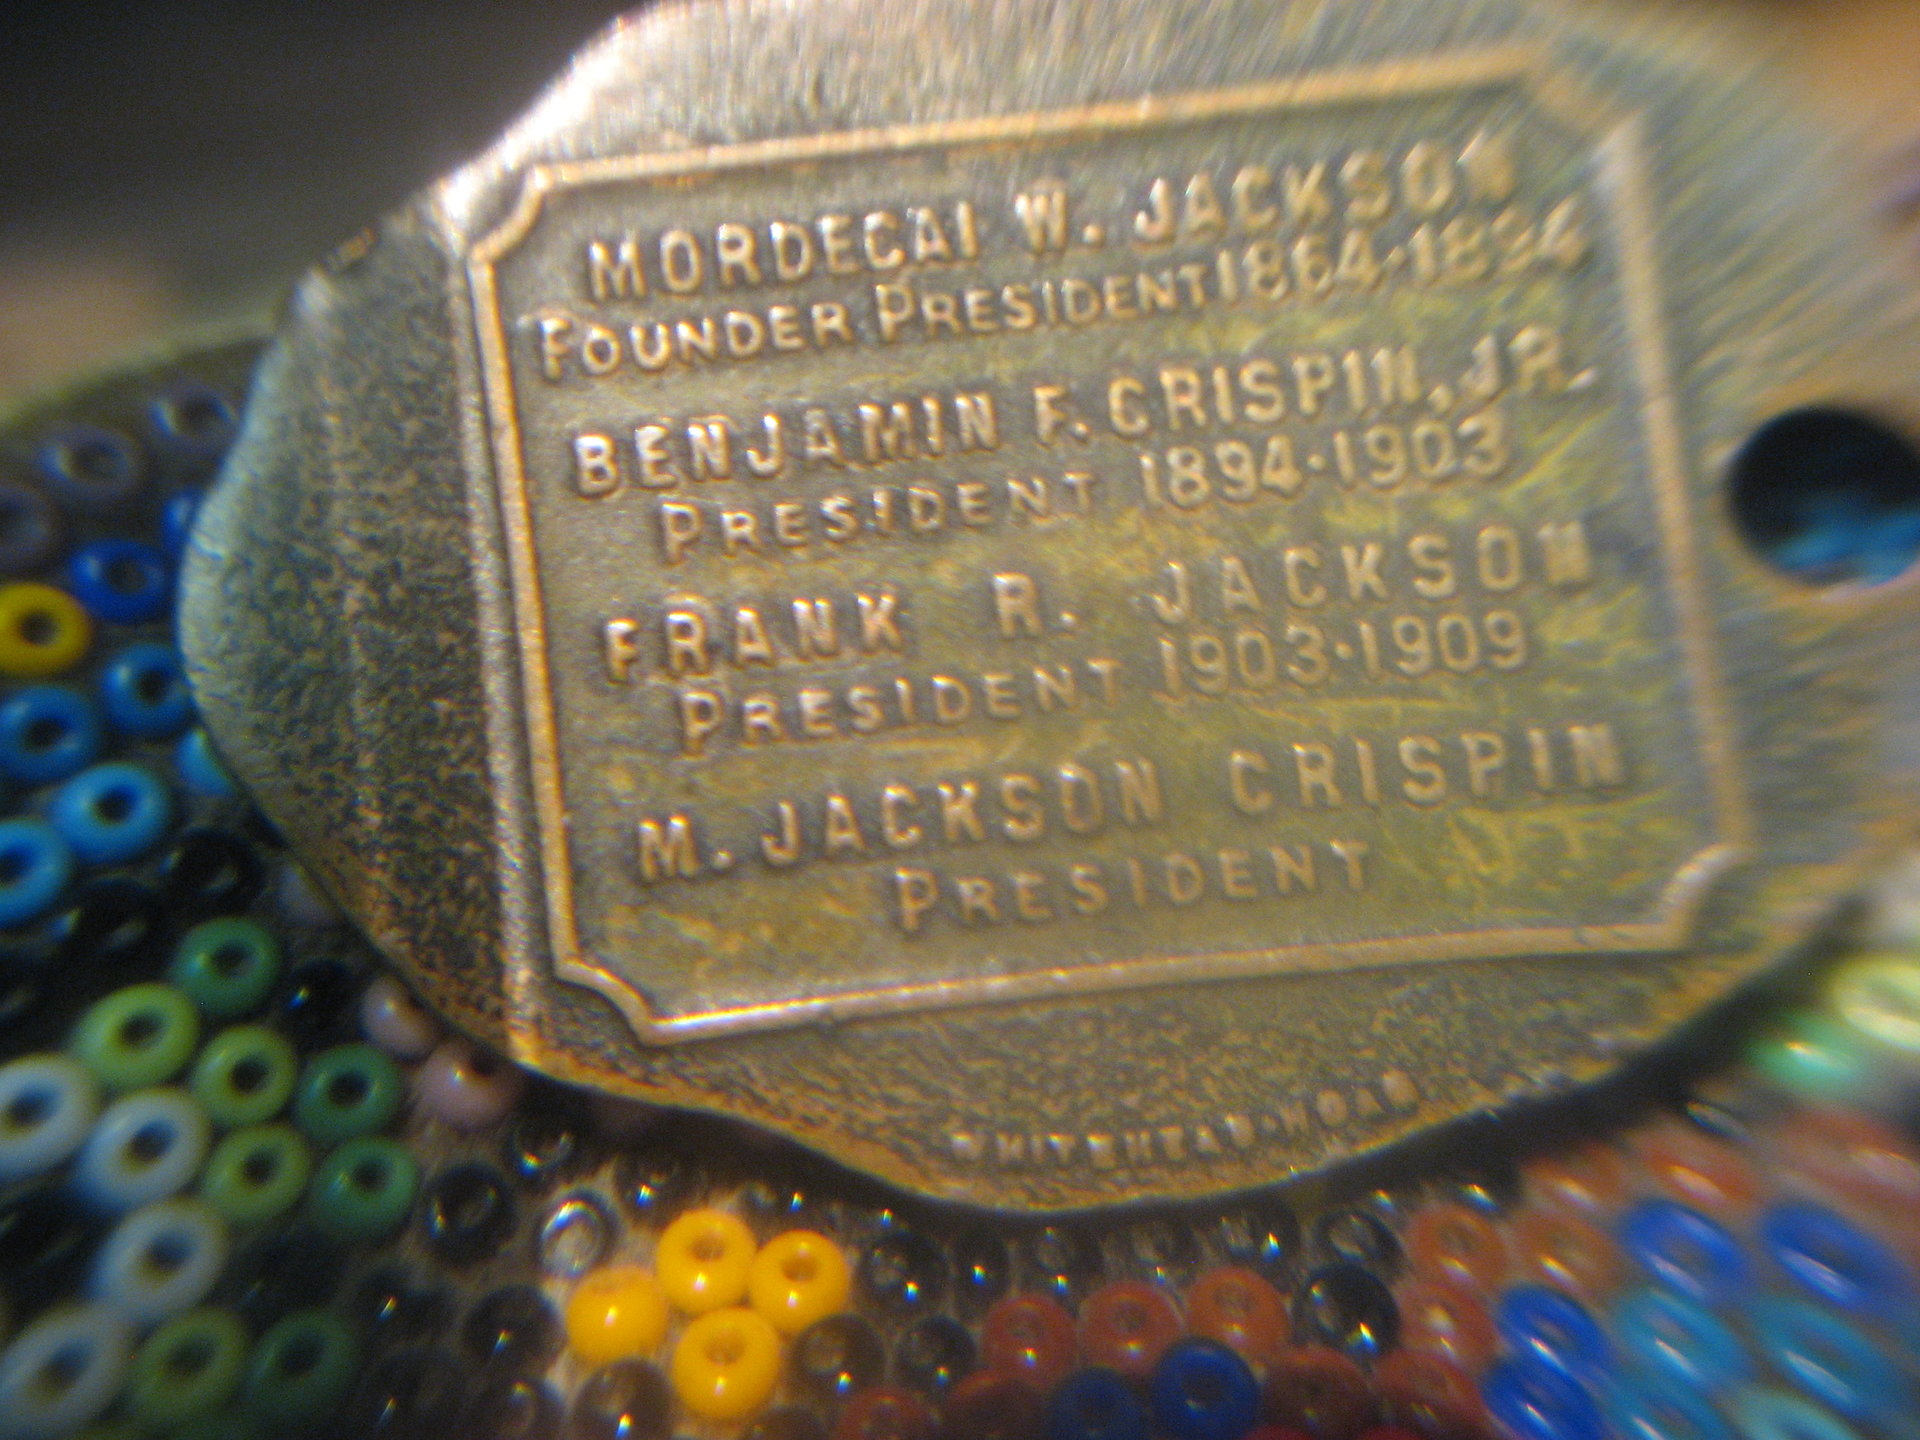 MORDECAI W. JACKSON
FOUNDER PRESIDENT 1864·1894
BENJAMIN F. CRISPIN, JR.
PRESIDENT 1894·1903
FRANK R. JACKSON
PRESIDENT 1903·1909
M. JACKSON CRISPIN
PRESIDENT
WHITEHEAD·HOAG